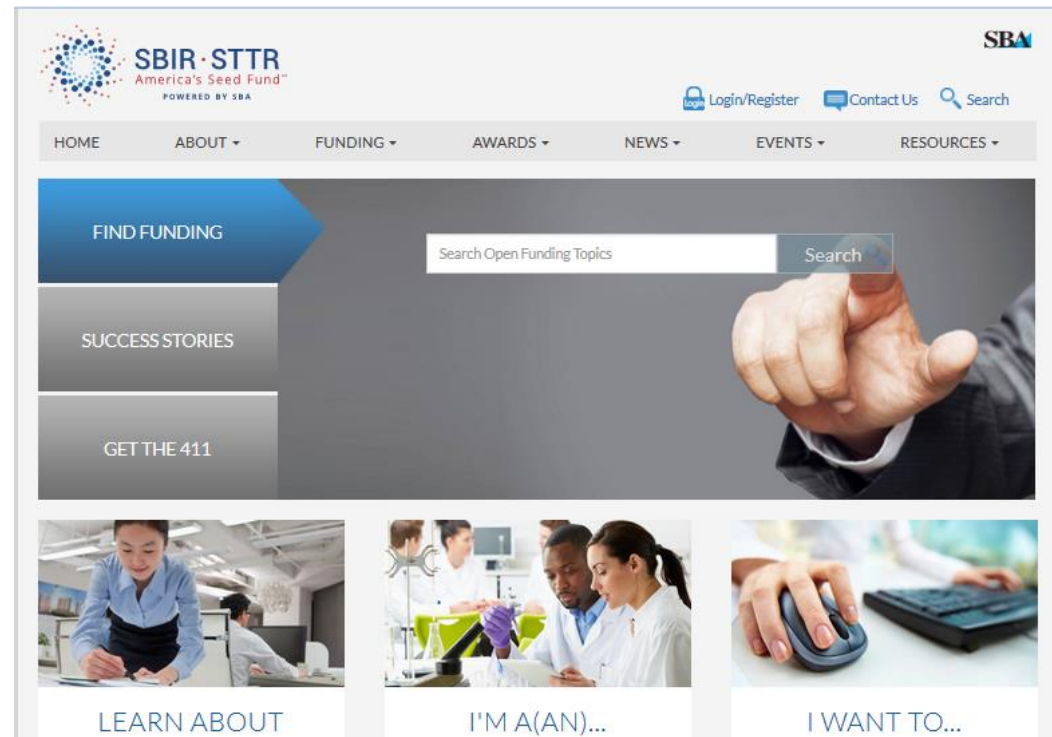 SBA
SBIR·STTR
America's Seed Fund™
POWERED BY SBA
Login Login/Register Contact Us Search
HOME ABOUT FUNDING AWARDS NEWS EVENTS RESOURCES
FIND FUNDING
Search Open Funding Topics Search
SUCCESS STORIES
GET THE 411
LEARN ABOUT I'M A(AN)... I WANT TO...